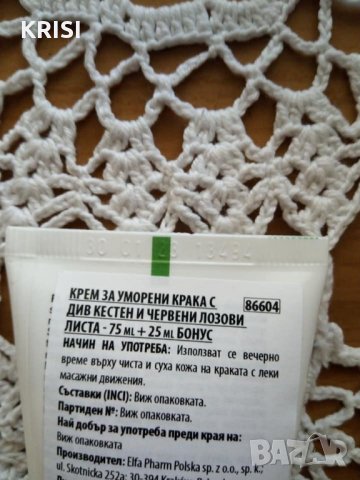 KRISI
КРЕМ ЗА УМОРЕНИ КРАКА С 86604
ДИВ КЕСТЕН И ЧЕРВЕНИ ЛОЗОВИ
ЛИСТА - 75 ML + 25 ML БОНУС
НАЧИН НА УПОТРЕБА: Използват се вечерно
време върху чиста и суха кожа на краката с леки
масажни движения.
Съставки (INCI): Виж опаковката.
Партиден №: Виж опаковката.
Най добър за употреба преди края на:
Виж опаковката
Произведен: Elfa Pharm Polska sp. z o.o., sp. k.,
ul. Skotnicka 252a; 30-394
BAZAR